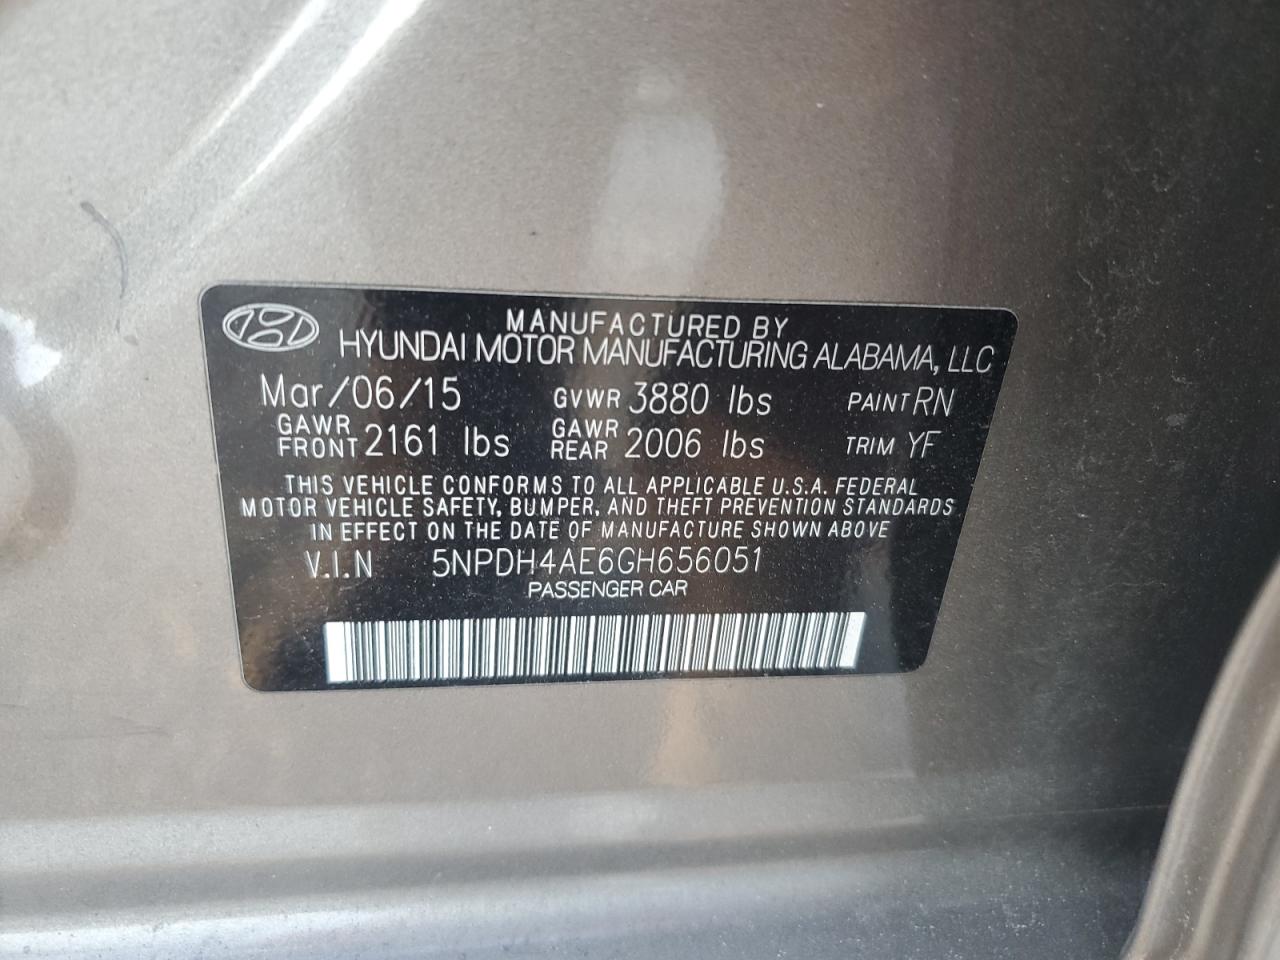 MANUFACTURED BY
HYUNDAI MOTOR MANUFACTURING ALABAMA, LLC
Mar/06/15 GVWR 3880 lbs PAINT RN
GAWR FRONT 2161 lbs GAWR REAR 2006 lbs TRIM YF
THIS VEHICLE CONFORMS TO ALL APPLICABLE U.S.A. FEDERAL
MOTOR VEHICLE SAFETY, BUMPER, AND THEFT PREVENTION STANDARDS
IN EFFECT ON THE DATE OF MANUFACTURE SHOWN ABOVE
V.I.N 5NPDH4AE6GH656051
PASSENGER CAR